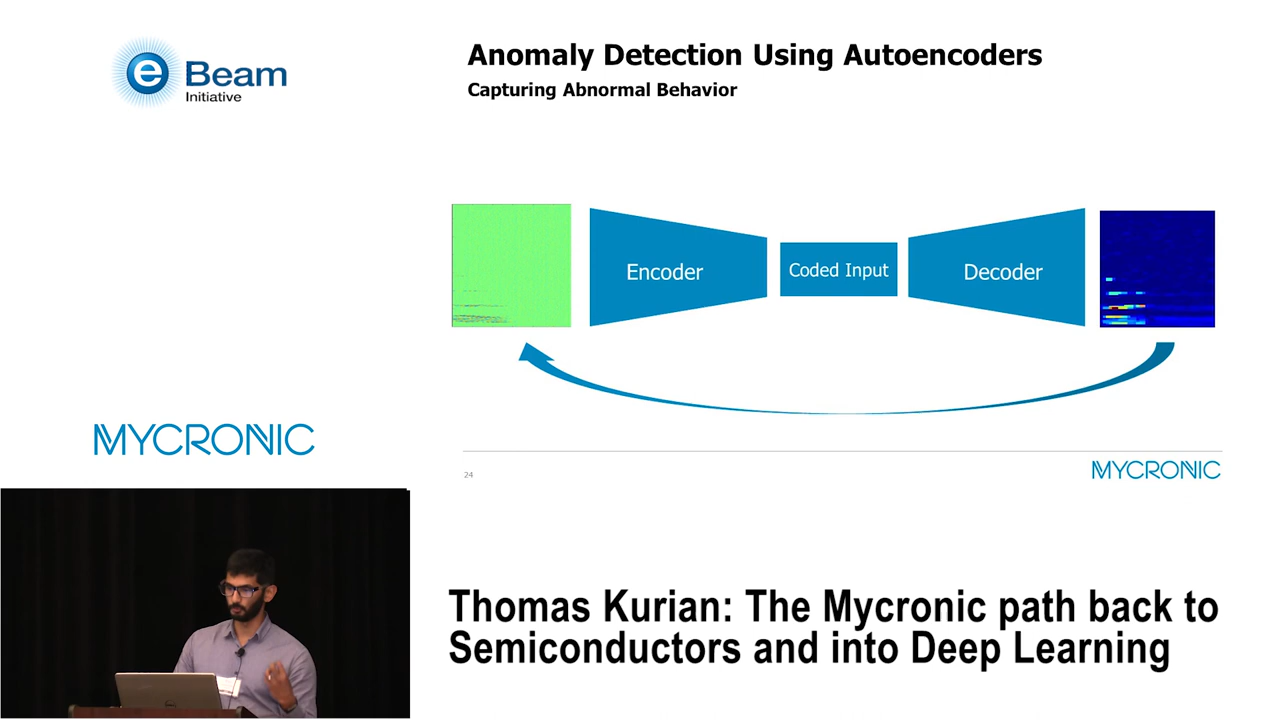 e Beam
Initiative
Anomaly Detection Using Autoencoders
Capturing Abnormal Behavior
Encoder
Coded Input
Decoder
MYCRONIC
24
MYCRONIC
Thomas Kurian: The Mycronic path back to
Semiconductors and into Deep Learning